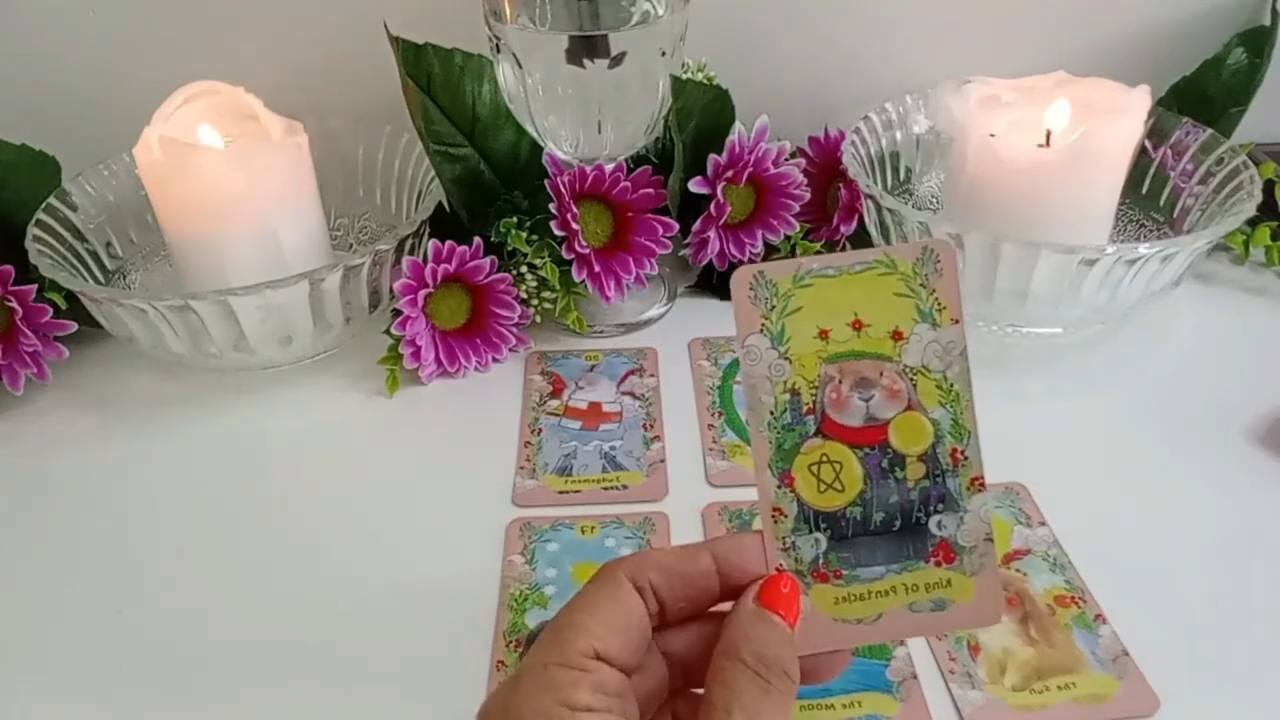 20
Judgement
17
King of Pentacles
The Moon
The Sun